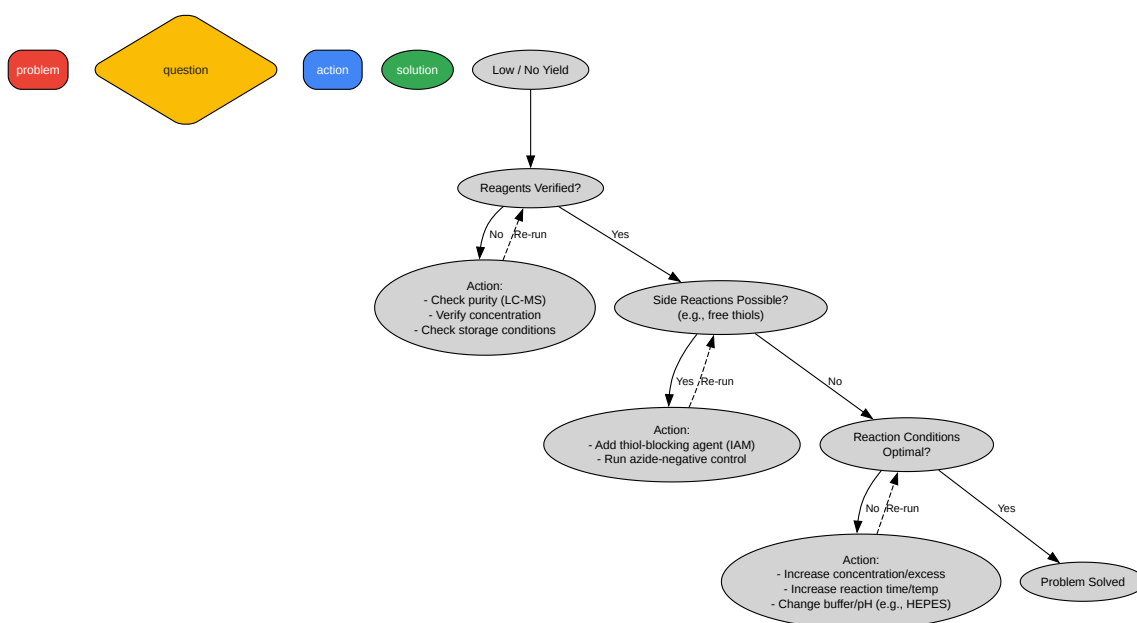 problem
question
action
solution
Low / No Yield
Reagents Verified?
No
Re-run
Yes
Action:
- Check purity (LC-MS)
- Verify concentration
- Check storage conditions
Side Reactions Possible?
(e.g., free thiols)
Yes
Re-run
No
Action:
- Add thiol-blocking agent (IAM)
- Run azide-negative control
Reaction Conditions
Optimal?
No
Re-run
Yes
Action:
- Increase concentration/excess
- Increase reaction time/temp
- Change buffer/pH (e.g., HEPES)
Problem Solved